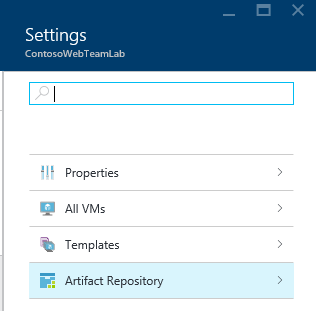 Settings
ContosoWebTeamLab
Properties
All VMs
Templates
Artifact Repository